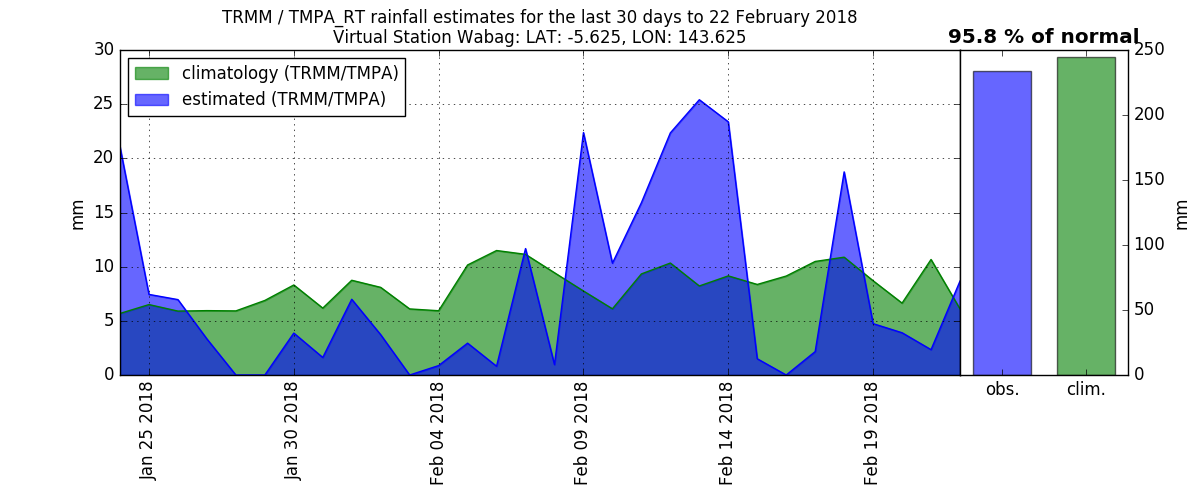 TRMM / TMPA_RT rainfall estimates for the last 30 days to 22 February 2018
Virtual Station Wabag: LAT: -5.625, LON: 143.625
95.8 % of normal
climatology (TRMM/TMPA)
estimated (TRMM/TMPA)
30
25
20
15
10
5
0
mm
250
200
150
100
50
0
mm
Jan 25 2018
Jan 30 2018
Feb 04 2018
Feb 09 2018
Feb 14 2018
Feb 19 2018
obs.
clim.